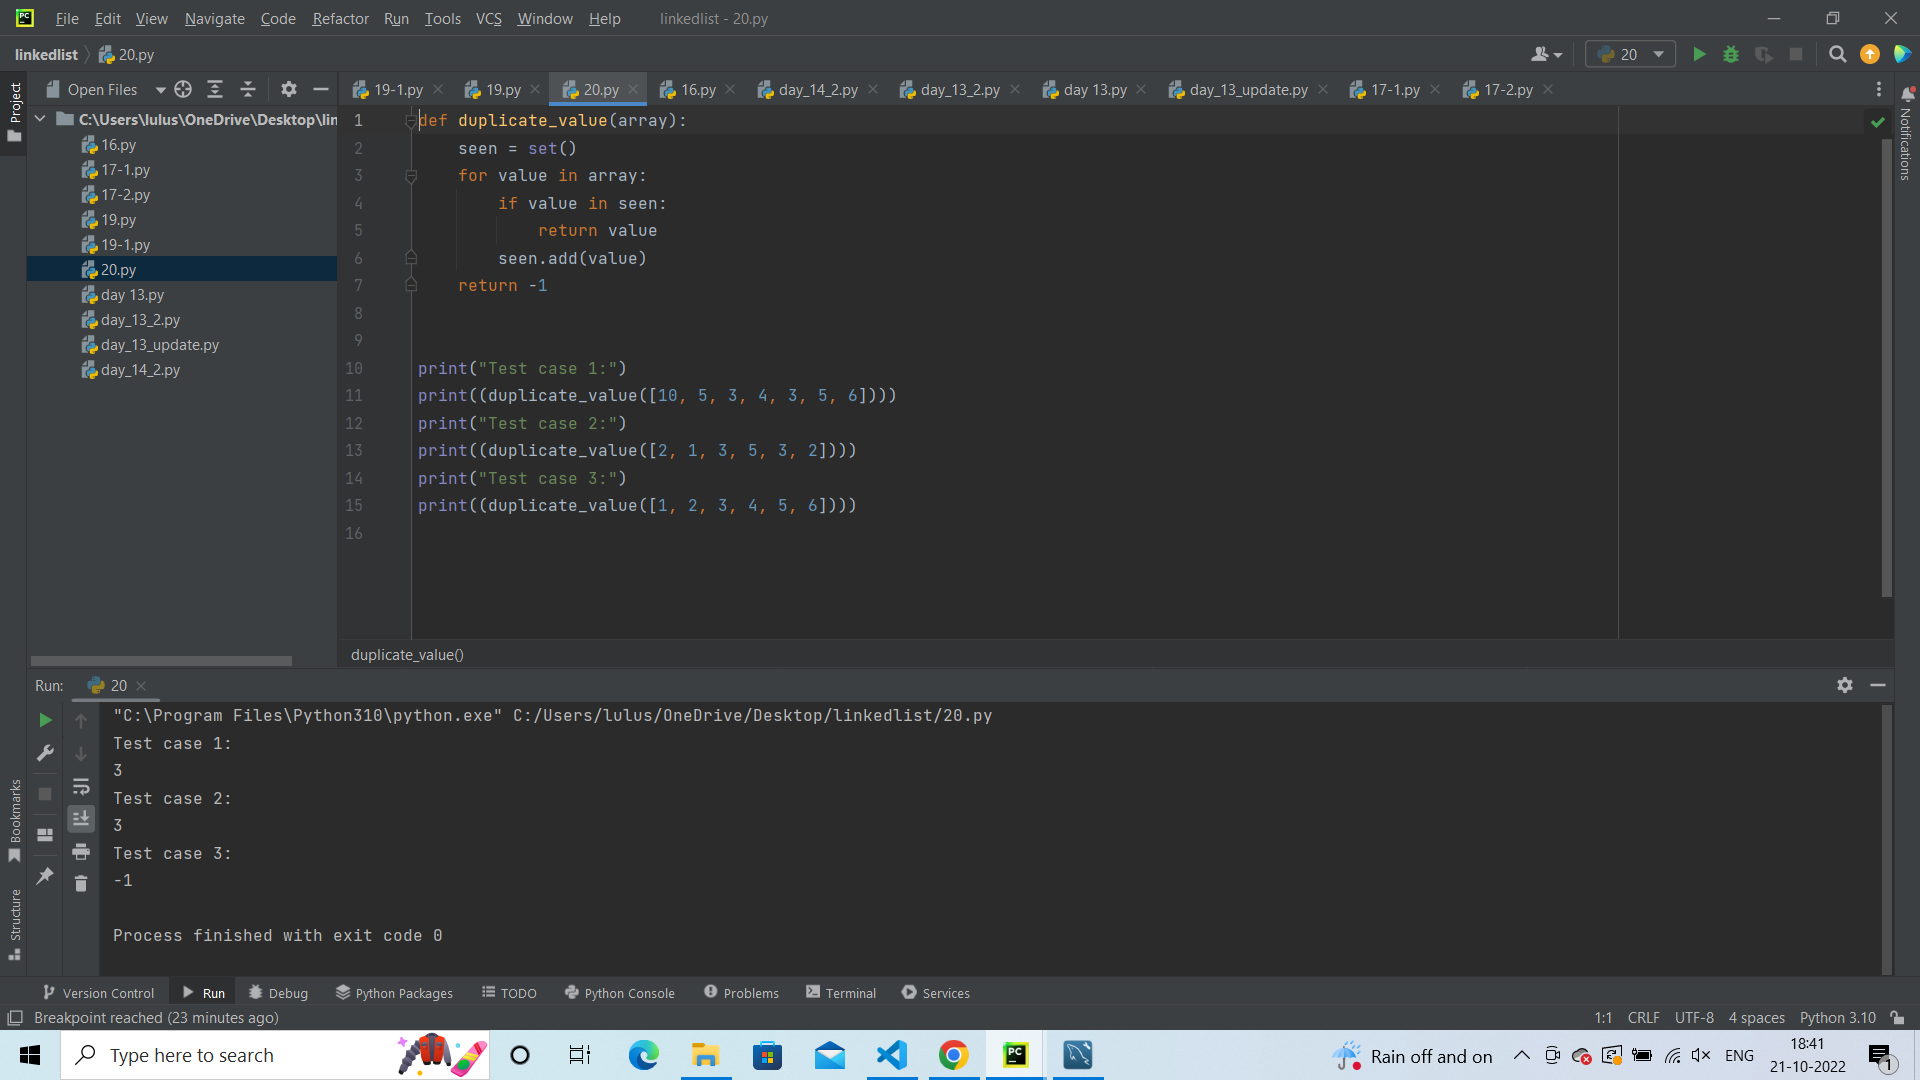 File Edit View Navigate Code Refactor Run Tools VCS Window Help linkedlist - 20.py
linkedlist 20.py 20
Project
Open Files
19-1.py 19.py 20.py 16.py day_14_2.py day_13_2.py day 13.py day_13_update.py 17-1.py 17-2.py
Notifications
C:\Users\lulus\OneDrive\Desktop\lin
16.py
17-1.py
17-2.py
19.py
19-1.py
20.py
day 13.py
day_13_2.py
day_13_update.py
day_14_2.py
1 def duplicate_value(array):
2 seen = set()
3 for value in array:
4 if value in seen:
5 return value
6 seen.add(value)
7 return -1
8
9
10 print("Test case 1:")
11 print((duplicate_value([10, 5, 3, 4, 3, 5, 6])))
12 print("Test case 2:")
13 print((duplicate_value([2, 1, 3, 5, 3, 2])))
14 print("Test case 3:")
15 print((duplicate_value([1, 2, 3, 4, 5, 6])))
16
duplicate_value()
Run: 20
"C:\Program Files\Python310\python.exe" C:/Users/lulus/OneDrive/Desktop/linkedlist/20.py
Test case 1:
3
Test case 2:
3
Test case 3:
-1
Process finished with exit code 0
Bookmarks
Structure
Version Control Run Debug Python Packages TODO Python Console Problems Terminal Services
Breakpoint reached (23 minutes ago) 1:1 CRLF UTF-8 4 spaces Python 3.10
Type here to search
Rain off and on ENG
18:41
21-10-2022
1